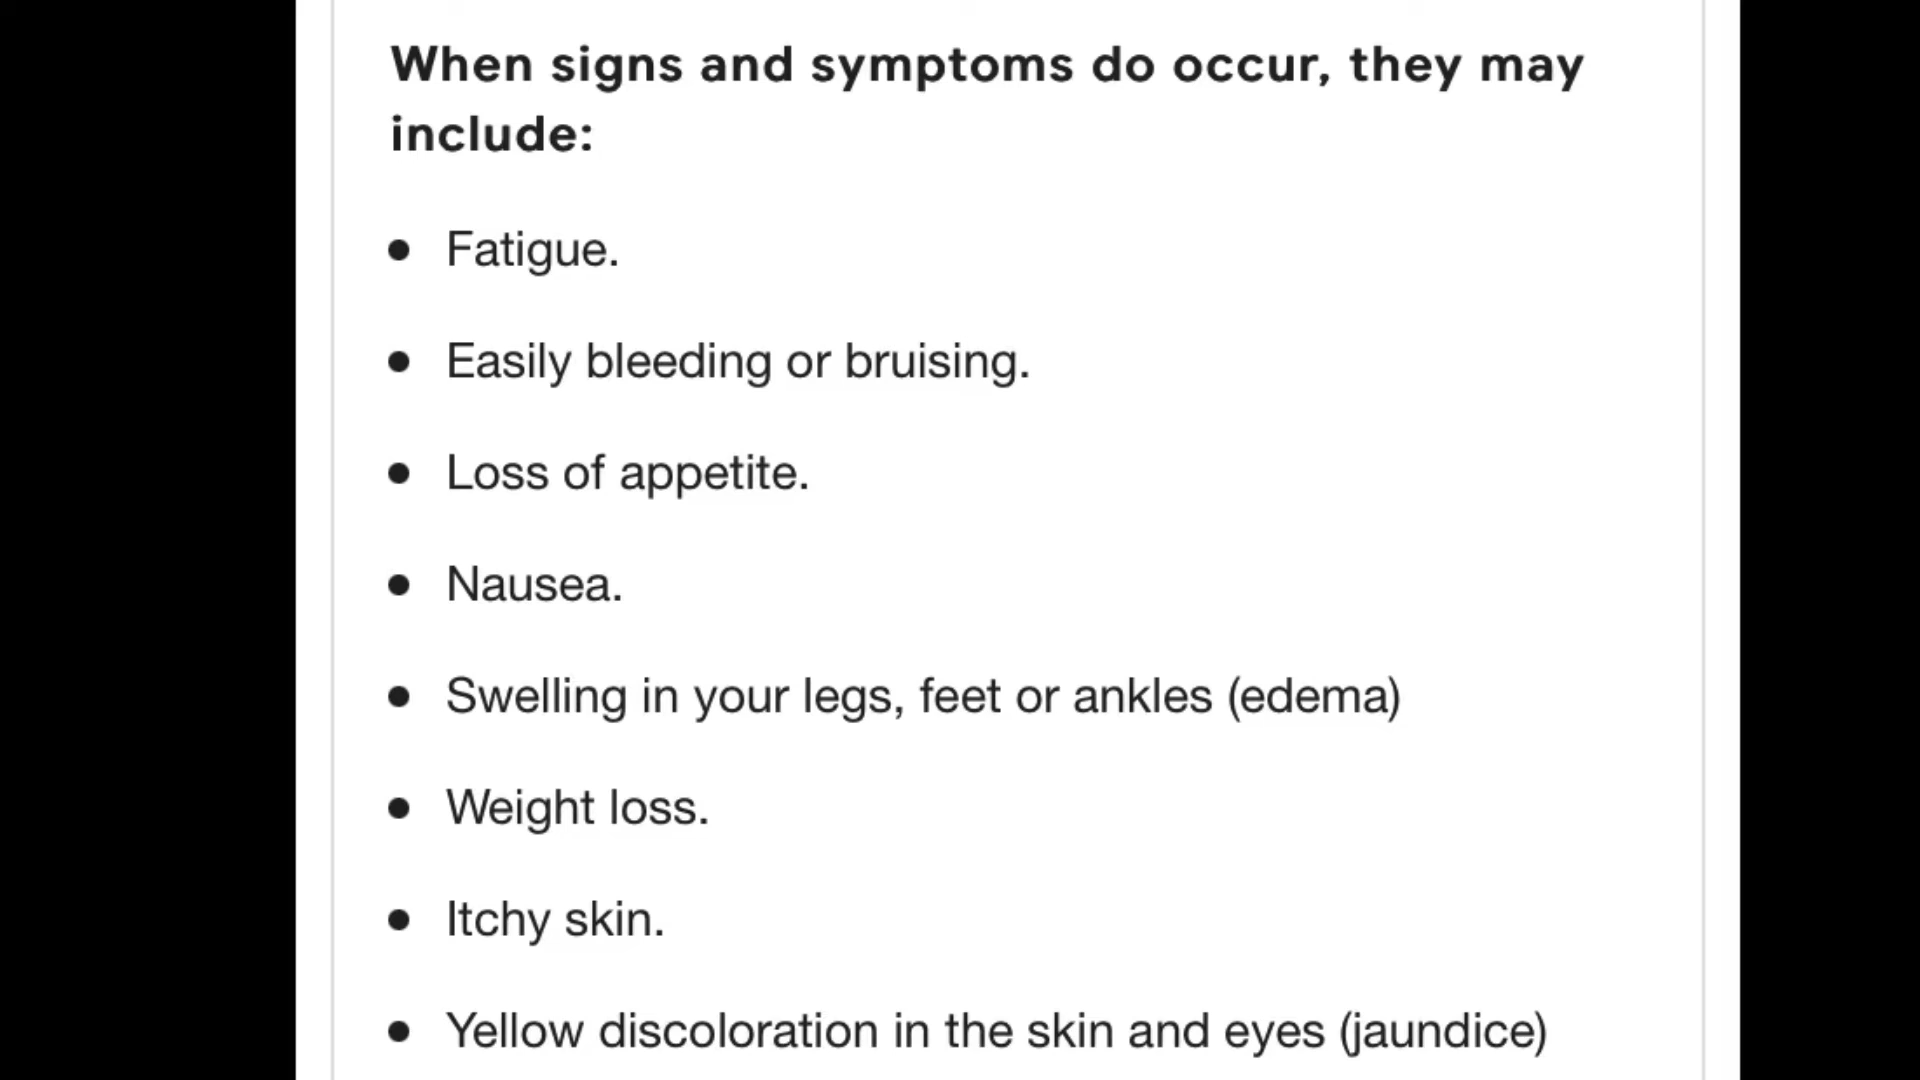 When signs and symptoms do occur, they may
include:
• Fatigue.
• Easily bleeding or bruising.
• Loss of appetite.
• Nausea.
• Swelling in your legs, feet or ankles (edema)
• Weight loss.
• Itchy skin.
• Yellow discoloration in the skin and eyes (jaundice)